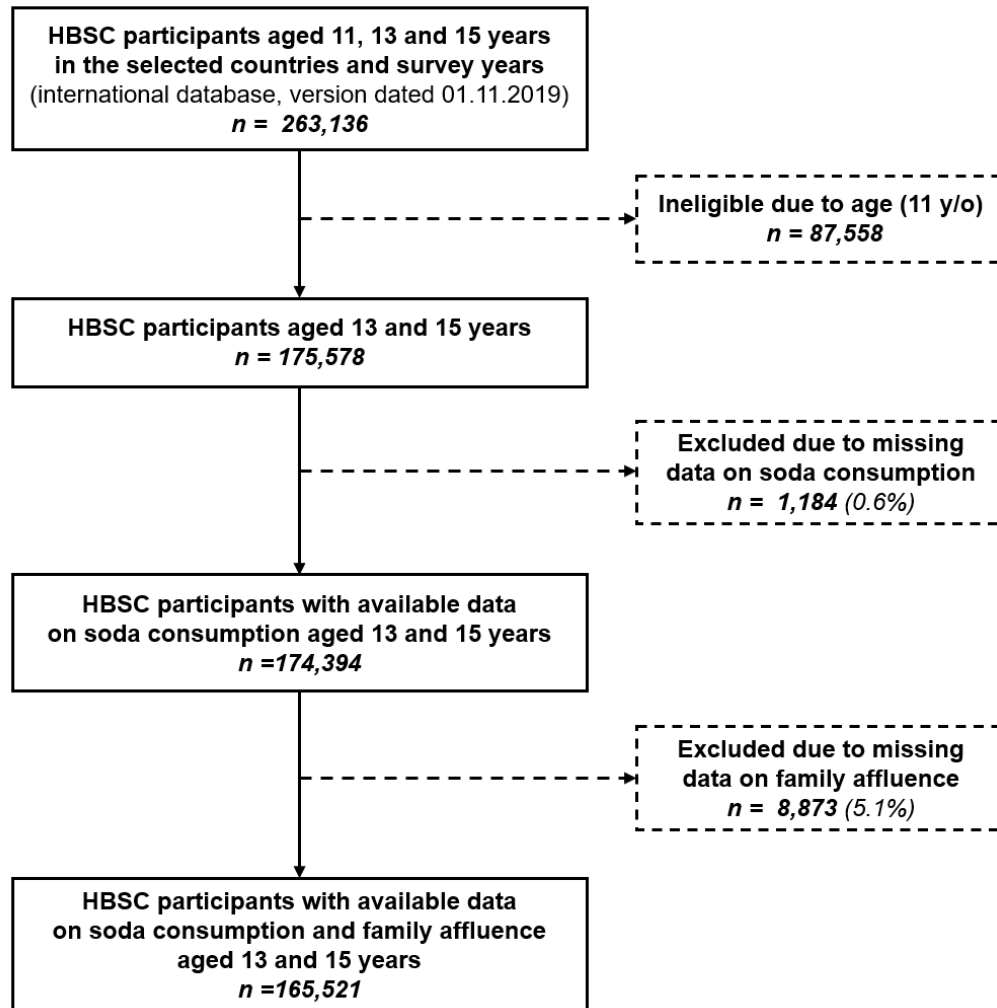 HBSC participants aged 11, 13 and 15 years
in the selected countries and survey years
(international database, version dated 01.11.2019)
n = 263,136
Ineligible due to age (11 y/o)
n = 87,558
HBSC participants aged 13 and 15 years
n = 175,578
Excluded due to missing
data on soda consumption
n = 1,184 (0.6%)
HBSC participants with available data
on soda consumption aged 13 and 15 years
n =174,394
Excluded due to missing
data on family affluence
n = 8,873 (5.1%)
HBSC participants with available data
on soda consumption and family affluence
aged 13 and 15 years
n =165,521